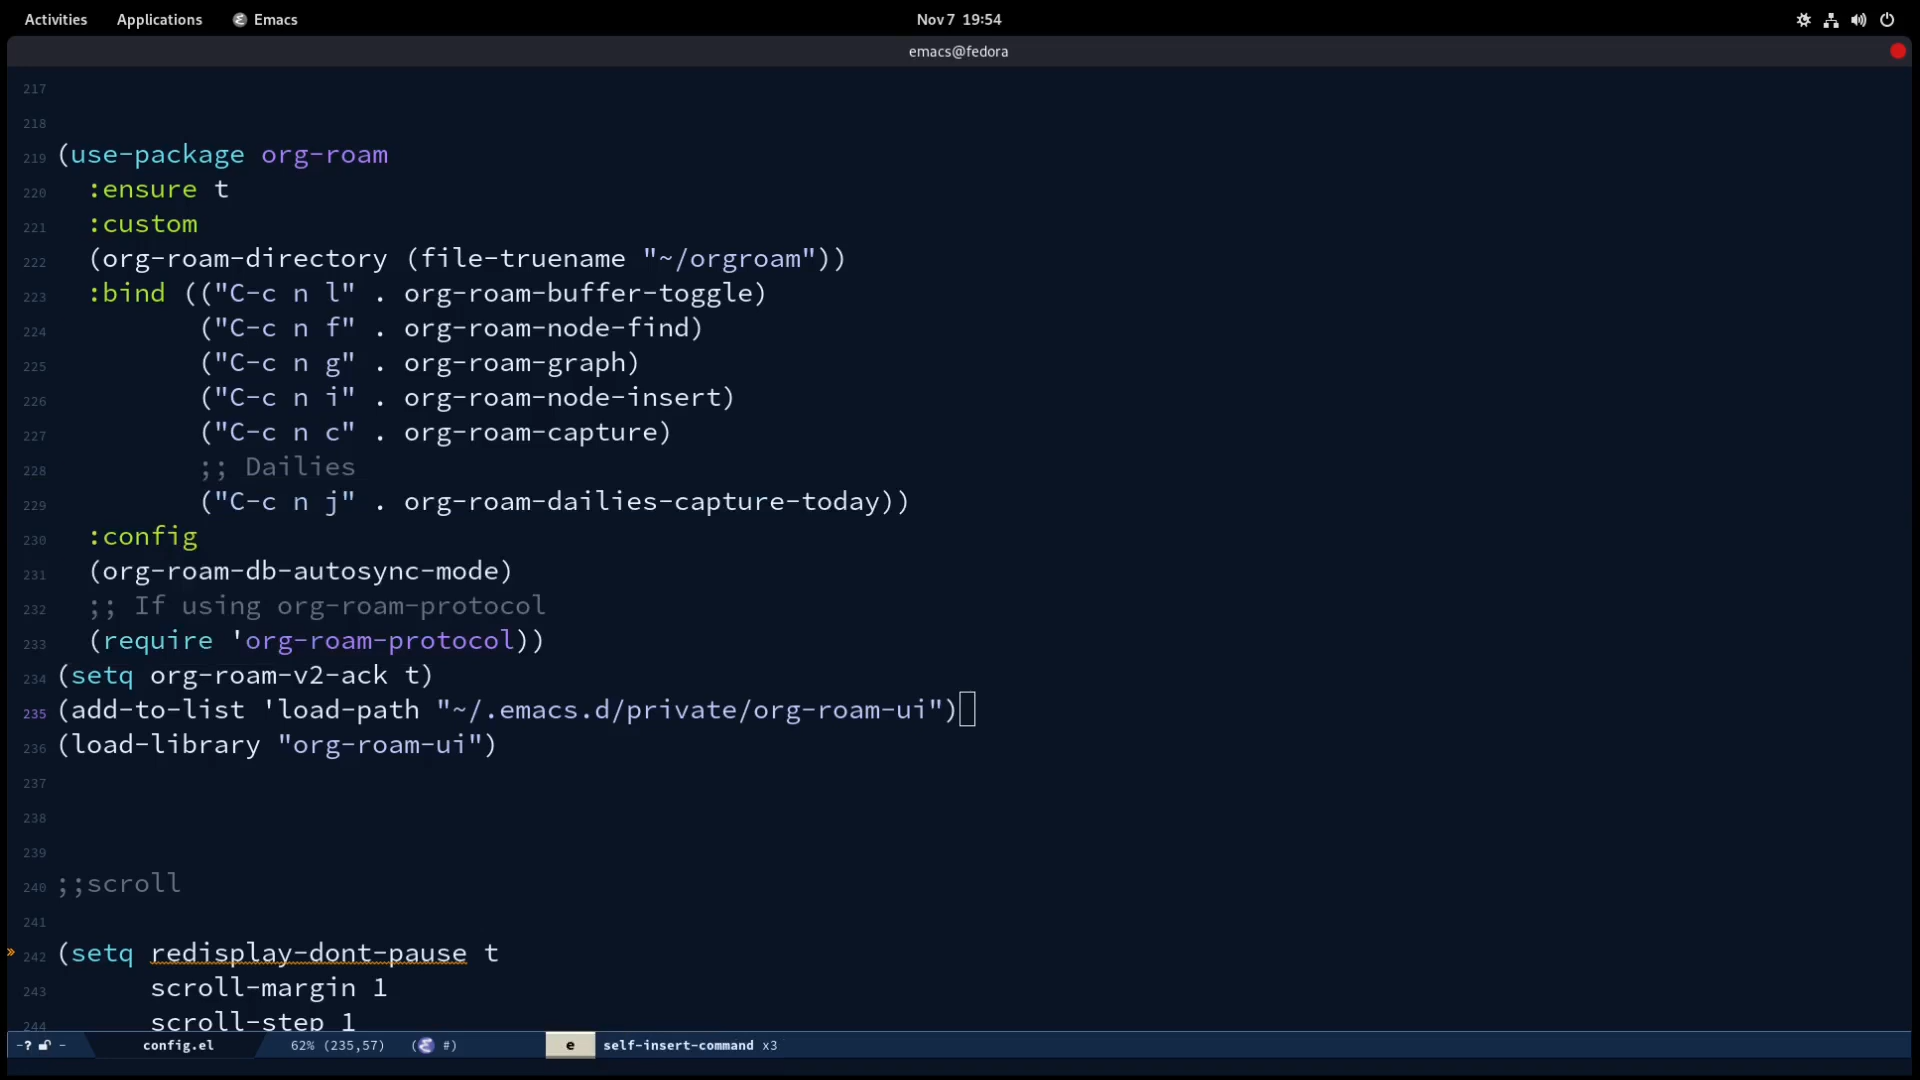 Activities Applications Emacs Nov 7 19:54
emacs@fedora
217
218
219 (use-package org-roam
220   :ensure t
221   :custom
222   (org-roam-directory (file-truename "~/orgroam"))
223   :bind (("C-c n l" . org-roam-buffer-toggle)
224          ("C-c n f" . org-roam-node-find)
225          ("C-c n g" . org-roam-graph)
226          ("C-c n i" . org-roam-node-insert)
227          ("C-c n c" . org-roam-capture)
228          ;; Dailies
229          ("C-c n j" . org-roam-dailies-capture-today))
230   :config
231   (org-roam-db-autosync-mode)
232   ;; If using org-roam-protocol
233   (require 'org-roam-protocol))
234 (setq org-roam-v2-ack t)
235 (add-to-list 'load-path "~/.emacs.d/private/org-roam-ui")
236 (load-library "org-roam-ui")
237
238
239
240 ;;scroll
241
» 242 (setq redisplay-dont-pause t
243       scroll-margin 1
244       scroll-step 1
-? - config.el 62% (235,57) ( #) e self-insert-command x3